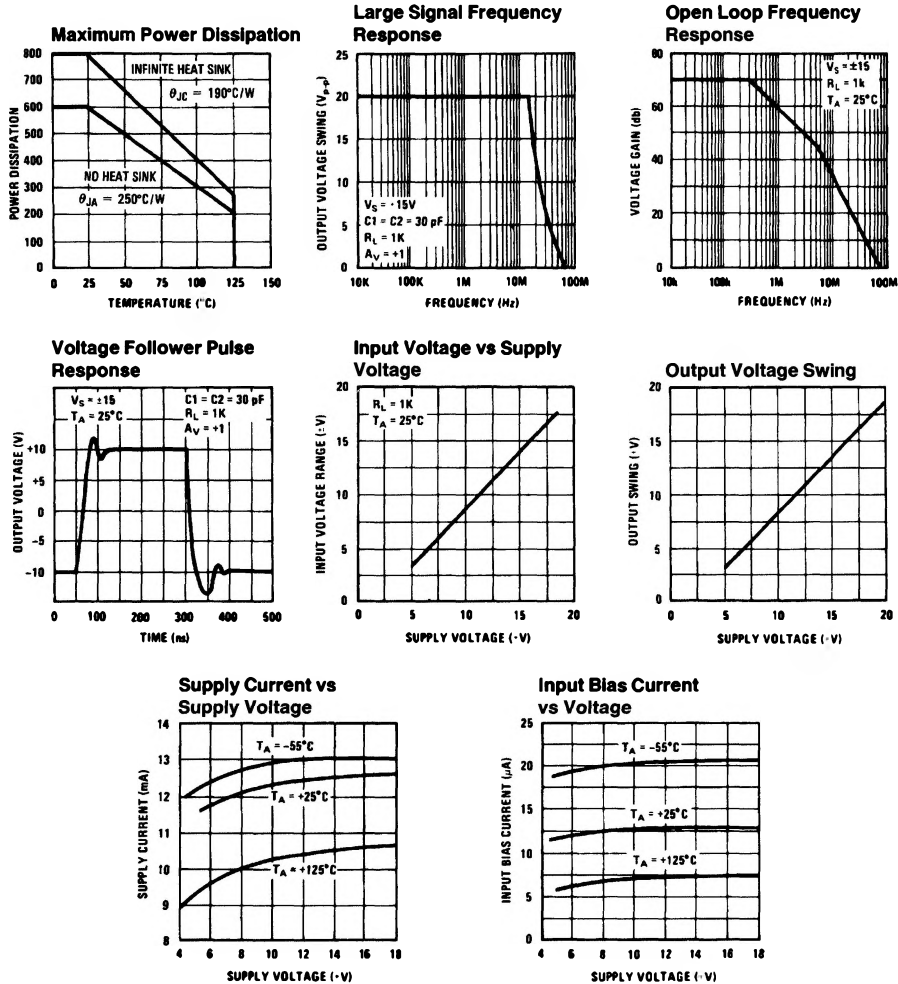 Maximum Power Dissipation
POWER DISSIPATION
800
700
600
500
400
300
200
100
0
INFINITE HEAT SINK
θJC = 190°C/W
NO HEAT SINK
θJA = 250°C/W
0 25 50 75 100 125 150
TEMPERATURE (°C)
Large Signal Frequency
Response
OUTPUT VOLTAGE SWING (Vp-p)
25
20
15
10
5
0
VS = ·15V
C1 = C2 = 30 pF
RL = 1K
AV = +1
10K 100K 1M 10M 100M
FREQUENCY (Hz)
Open Loop Frequency
Response
VOLTAGE GAIN (db)
80
60
40
20
0
VS = ±15
RL = 1k
TA = 25°C
10k 100k 1M 10M 100M
FREQUENCY (Hz)
Voltage Follower Pulse
Response
OUTPUT VOLTAGE (V)
+10
+5
0
-5
-10
VS = ±15
TA = 25°C
C1 = C2 = 30 pF
RL = 1K
AV = +1
0 100 200 300 400 500
TIME (ns)
Input Voltage vs Supply
Voltage
INPUT VOLTAGE RANGE (±V)
20
15
10
5
0
RL = 1K
TA = 25°C
0 5 10 15 20
SUPPLY VOLTAGE (·V)
Output Voltage Swing
OUTPUT SWING (·V)
20
15
10
5
0
0 5 10 15 20
SUPPLY VOLTAGE (·V)
Supply Current vs
Supply Voltage
SUPPLY CURRENT (mA)
14
13
12
11
10
9
8
TA = -55°C
TA = +25°C
TA = +125°C
4 6 8 10 12 14 16 18
SUPPLY VOLTAGE (·V)
Input Bias Current
vs Voltage
INPUT BIAS CURRENT (µA)
25
20
15
10
5
0
TA = -55°C
TA = +25°C
TA = +125°C
4 6 8 10 12 14 16 18
SUPPLY VOLTAGE (·V)